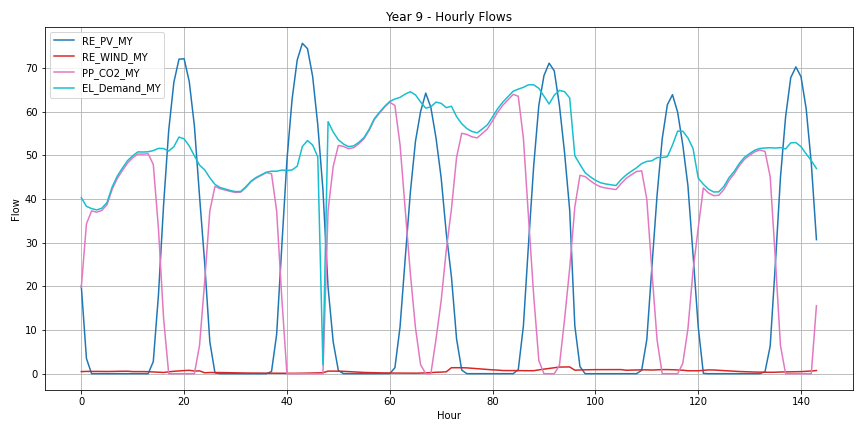 Year 9 - Hourly Flows
RE_PV_MY
RE_WIND_MY
PP_CO2_MY
EL_Demand_MY
Flow
70
60
50
40
30
20
10
0
0 20 40 60 80 100 120 140
Hour